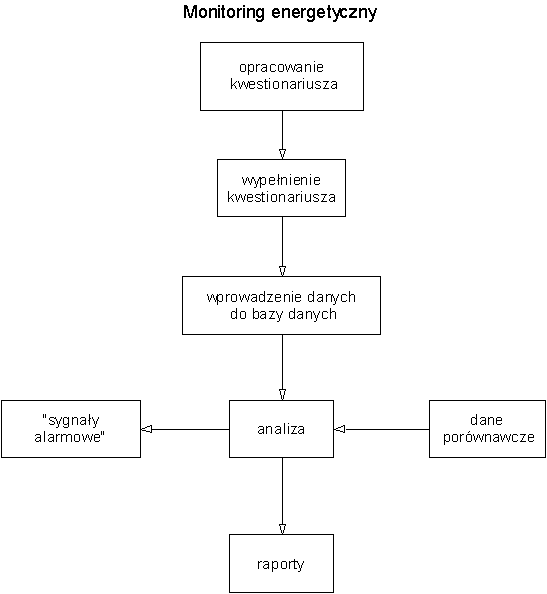 Monitoring energetyczny
opracowanie
kwestionariusza
wypełnienie
kwestionariusza
wprowadzenie danych
do bazy danych
"sygnały
alarmowe"
analiza
dane
porównawcze
raporty